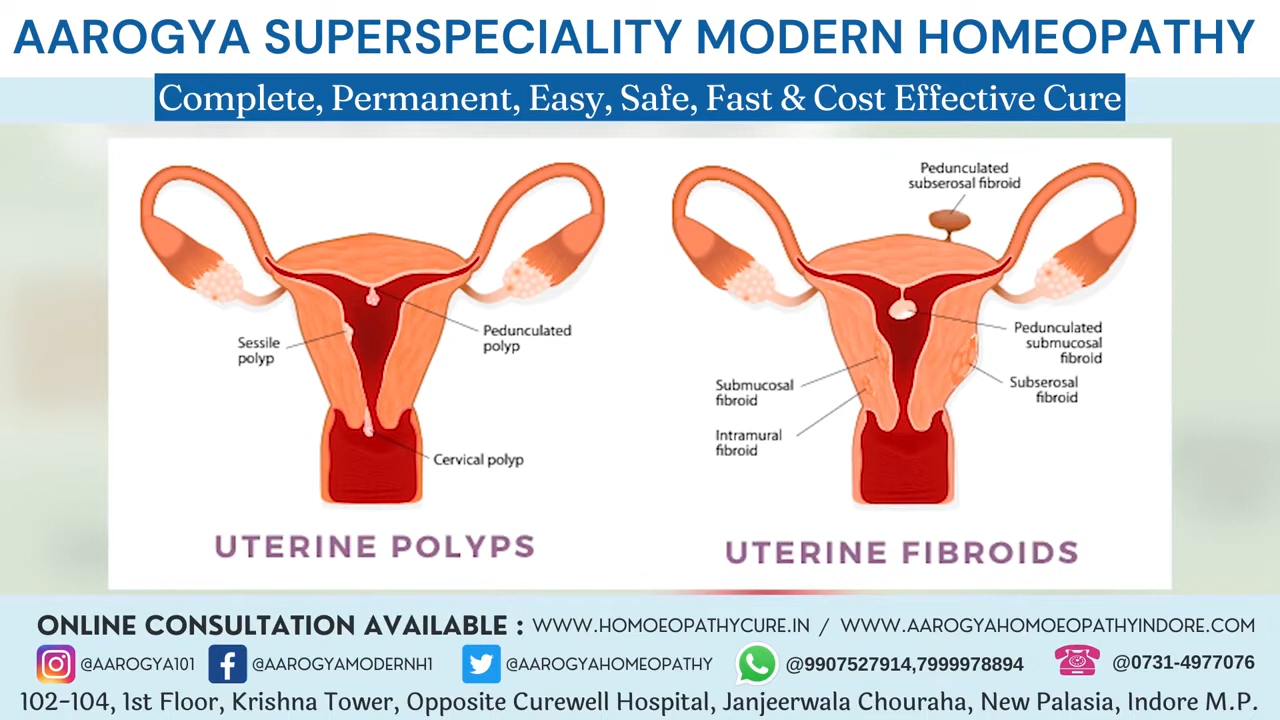 AAROGYA SUPERSPECIALITY MODERN HOMEOPATHY
Complete, Permanent, Easy, Safe, Fast & Cost Effective Cure
Sessile
polyp
Pedunculated
polyp
Cervical polyp
UTERINE POLYPS
Pedunculated
subserosal fibroid
Pedunculated
submucosal
fibroid
Submucosal
fibroid
Subserosal
fibroid
Intramural
fibroid
UTERINE FIBROIDS
ONLINE CONSULTATION AVAILABLE : WWW.HOMOEOPATHYCURE.IN / WWW.AAROGYAHOMOEOPATHYINDORE.COM
@AAROGYA101 @AAROGYAMODERNH1 @AAROGYAHOMEOPATHY @9907527914,7999978894 @0731-4977076
102-104, 1st Floor, Krishna Tower, Opposite Curewell Hospital, Janjeerwala Chouraha, New Palasia, Indore M.P.